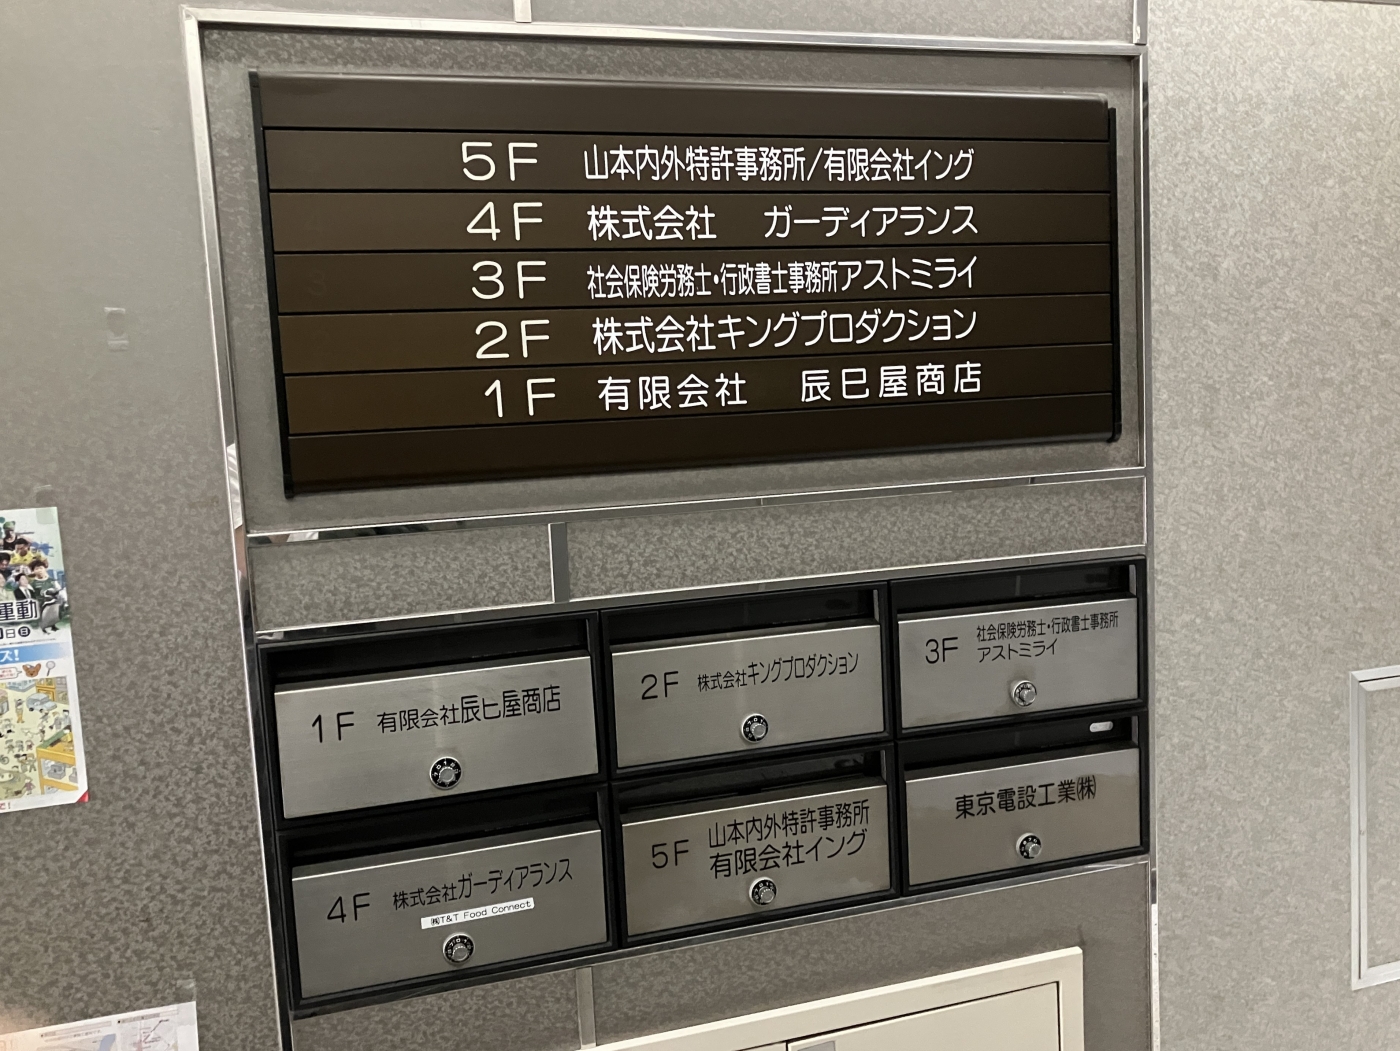 5F 山本内外特許事務所/有限会社イング
4F 株式会社 ガーディアランス
3F 社会保険労務士・行政書士事務所アストミライ
2F 株式会社キングプロダクション
1F 有限会社 辰巳屋商店
1F 有限会社辰巳屋商店
2F 株式会社キングプロダクション
3F 社会保険労務士・行政書士事務所
アストミライ
4F 株式会社ガーディアランス
㈱T&T Food Connect
5F 山本内外特許事務所
有限会社イング
東京電設工業㈱
運動